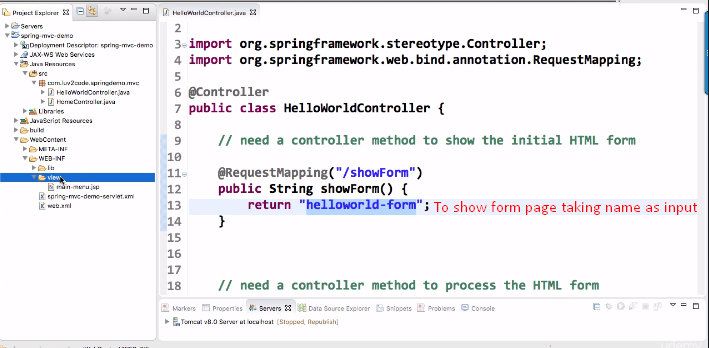 Project Explorer
Servers
spring-mvc-demo
Deployment Descriptor: spring-mvc-demo
JAX-WS Web Services
Java Resources
src
com.luv2code.springdemo.mvc
HelloWorldController.java
HomeController.java
Libraries
JavaScript Resources
build
WebContent
META-INF
WEB-INF
lib
view
main-menu.jsp
spring-mvc-demo-servlet.xml
web.xml
HelloWorldController.java
2
3 import org.springframework.stereotype.Controller;
4 import org.springframework.web.bind.annotation.RequestMapping;
5
6 @Controller
7 public class HelloWorldController {
8
9 // need a controller method to show the initial HTML form
10
11 @RequestMapping("/showForm")
12 public String showForm() {
13 return "helloworld-form"; To show form page taking name as input
14 }
15
16
17
18 // need a controller method to process the HTML form
Markers Properties Servers Data Source Explorer Snippets Problems Console
Tomcat v8.0 Server at localhost [Stopped, Republish]